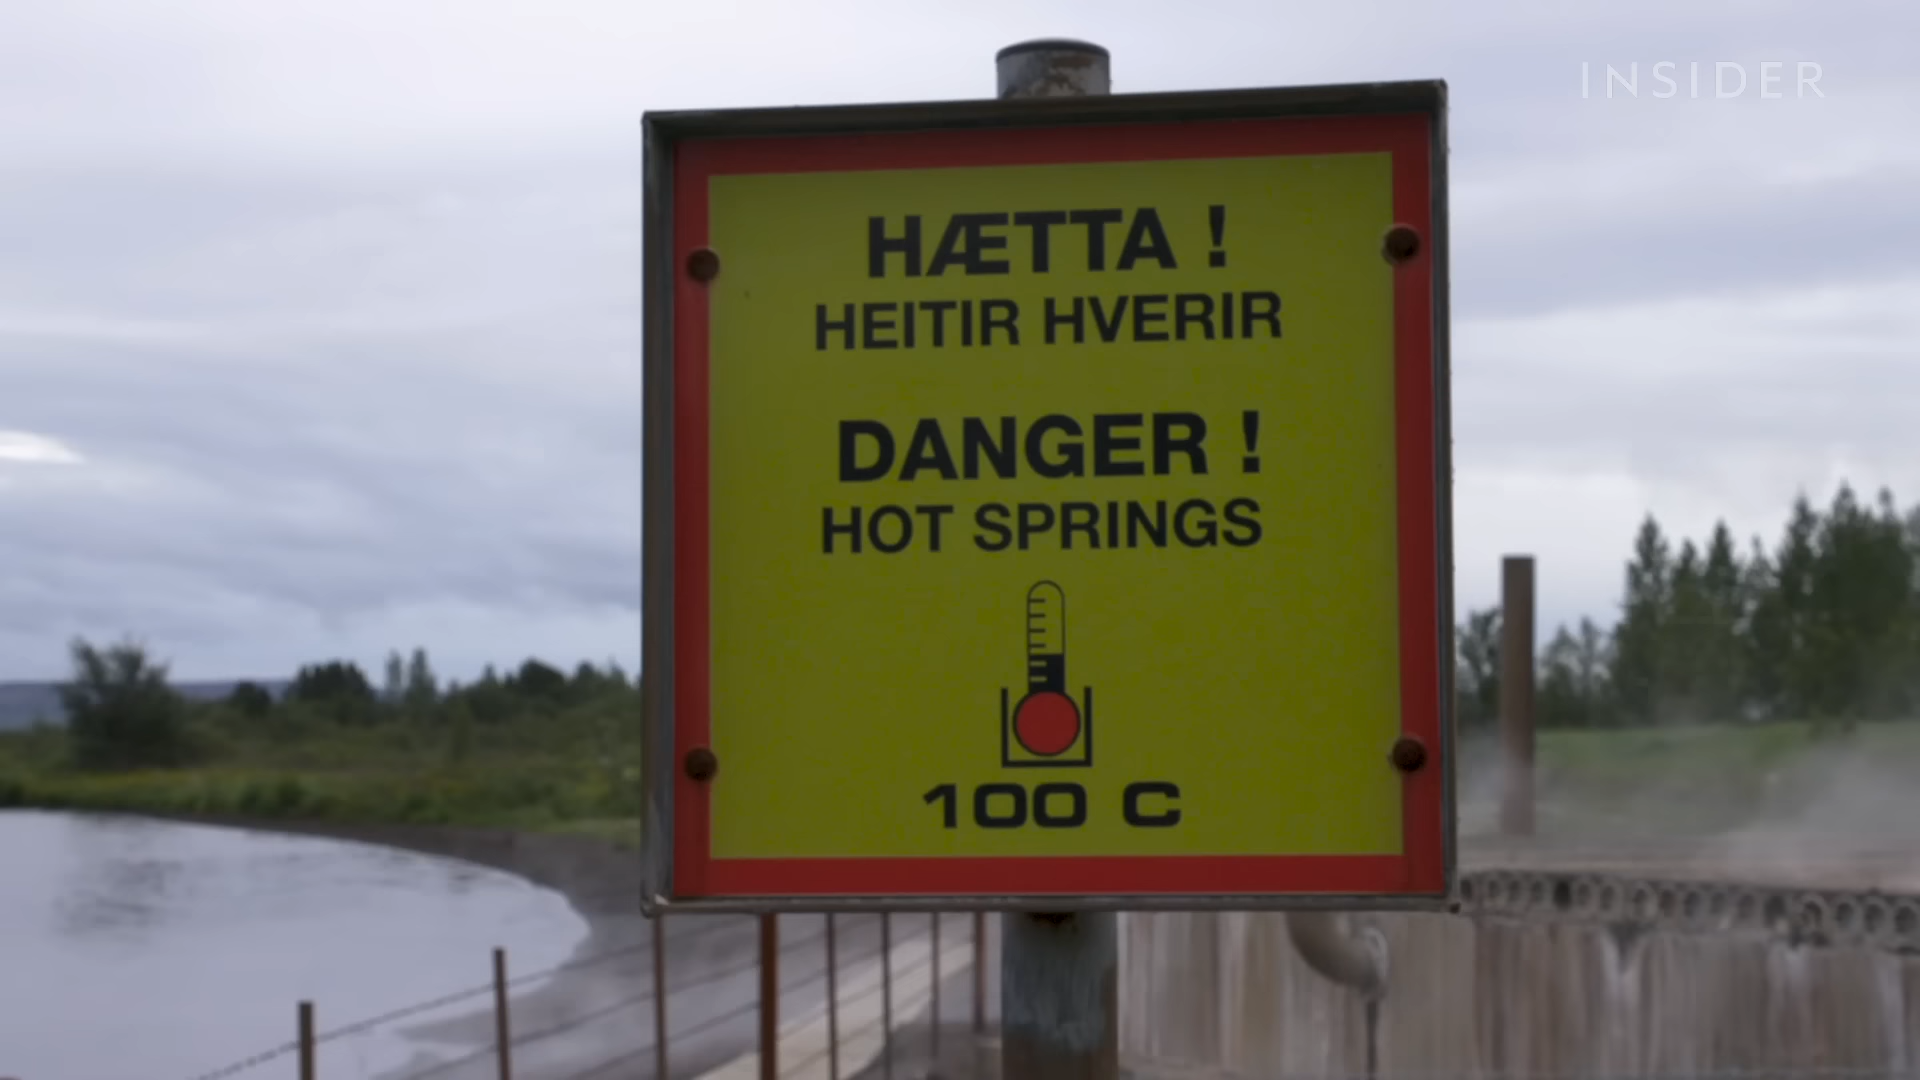 INSIDER
HÆTTA !
HEITIR HVERIR
DANGER !
HOT SPRINGS
100 C